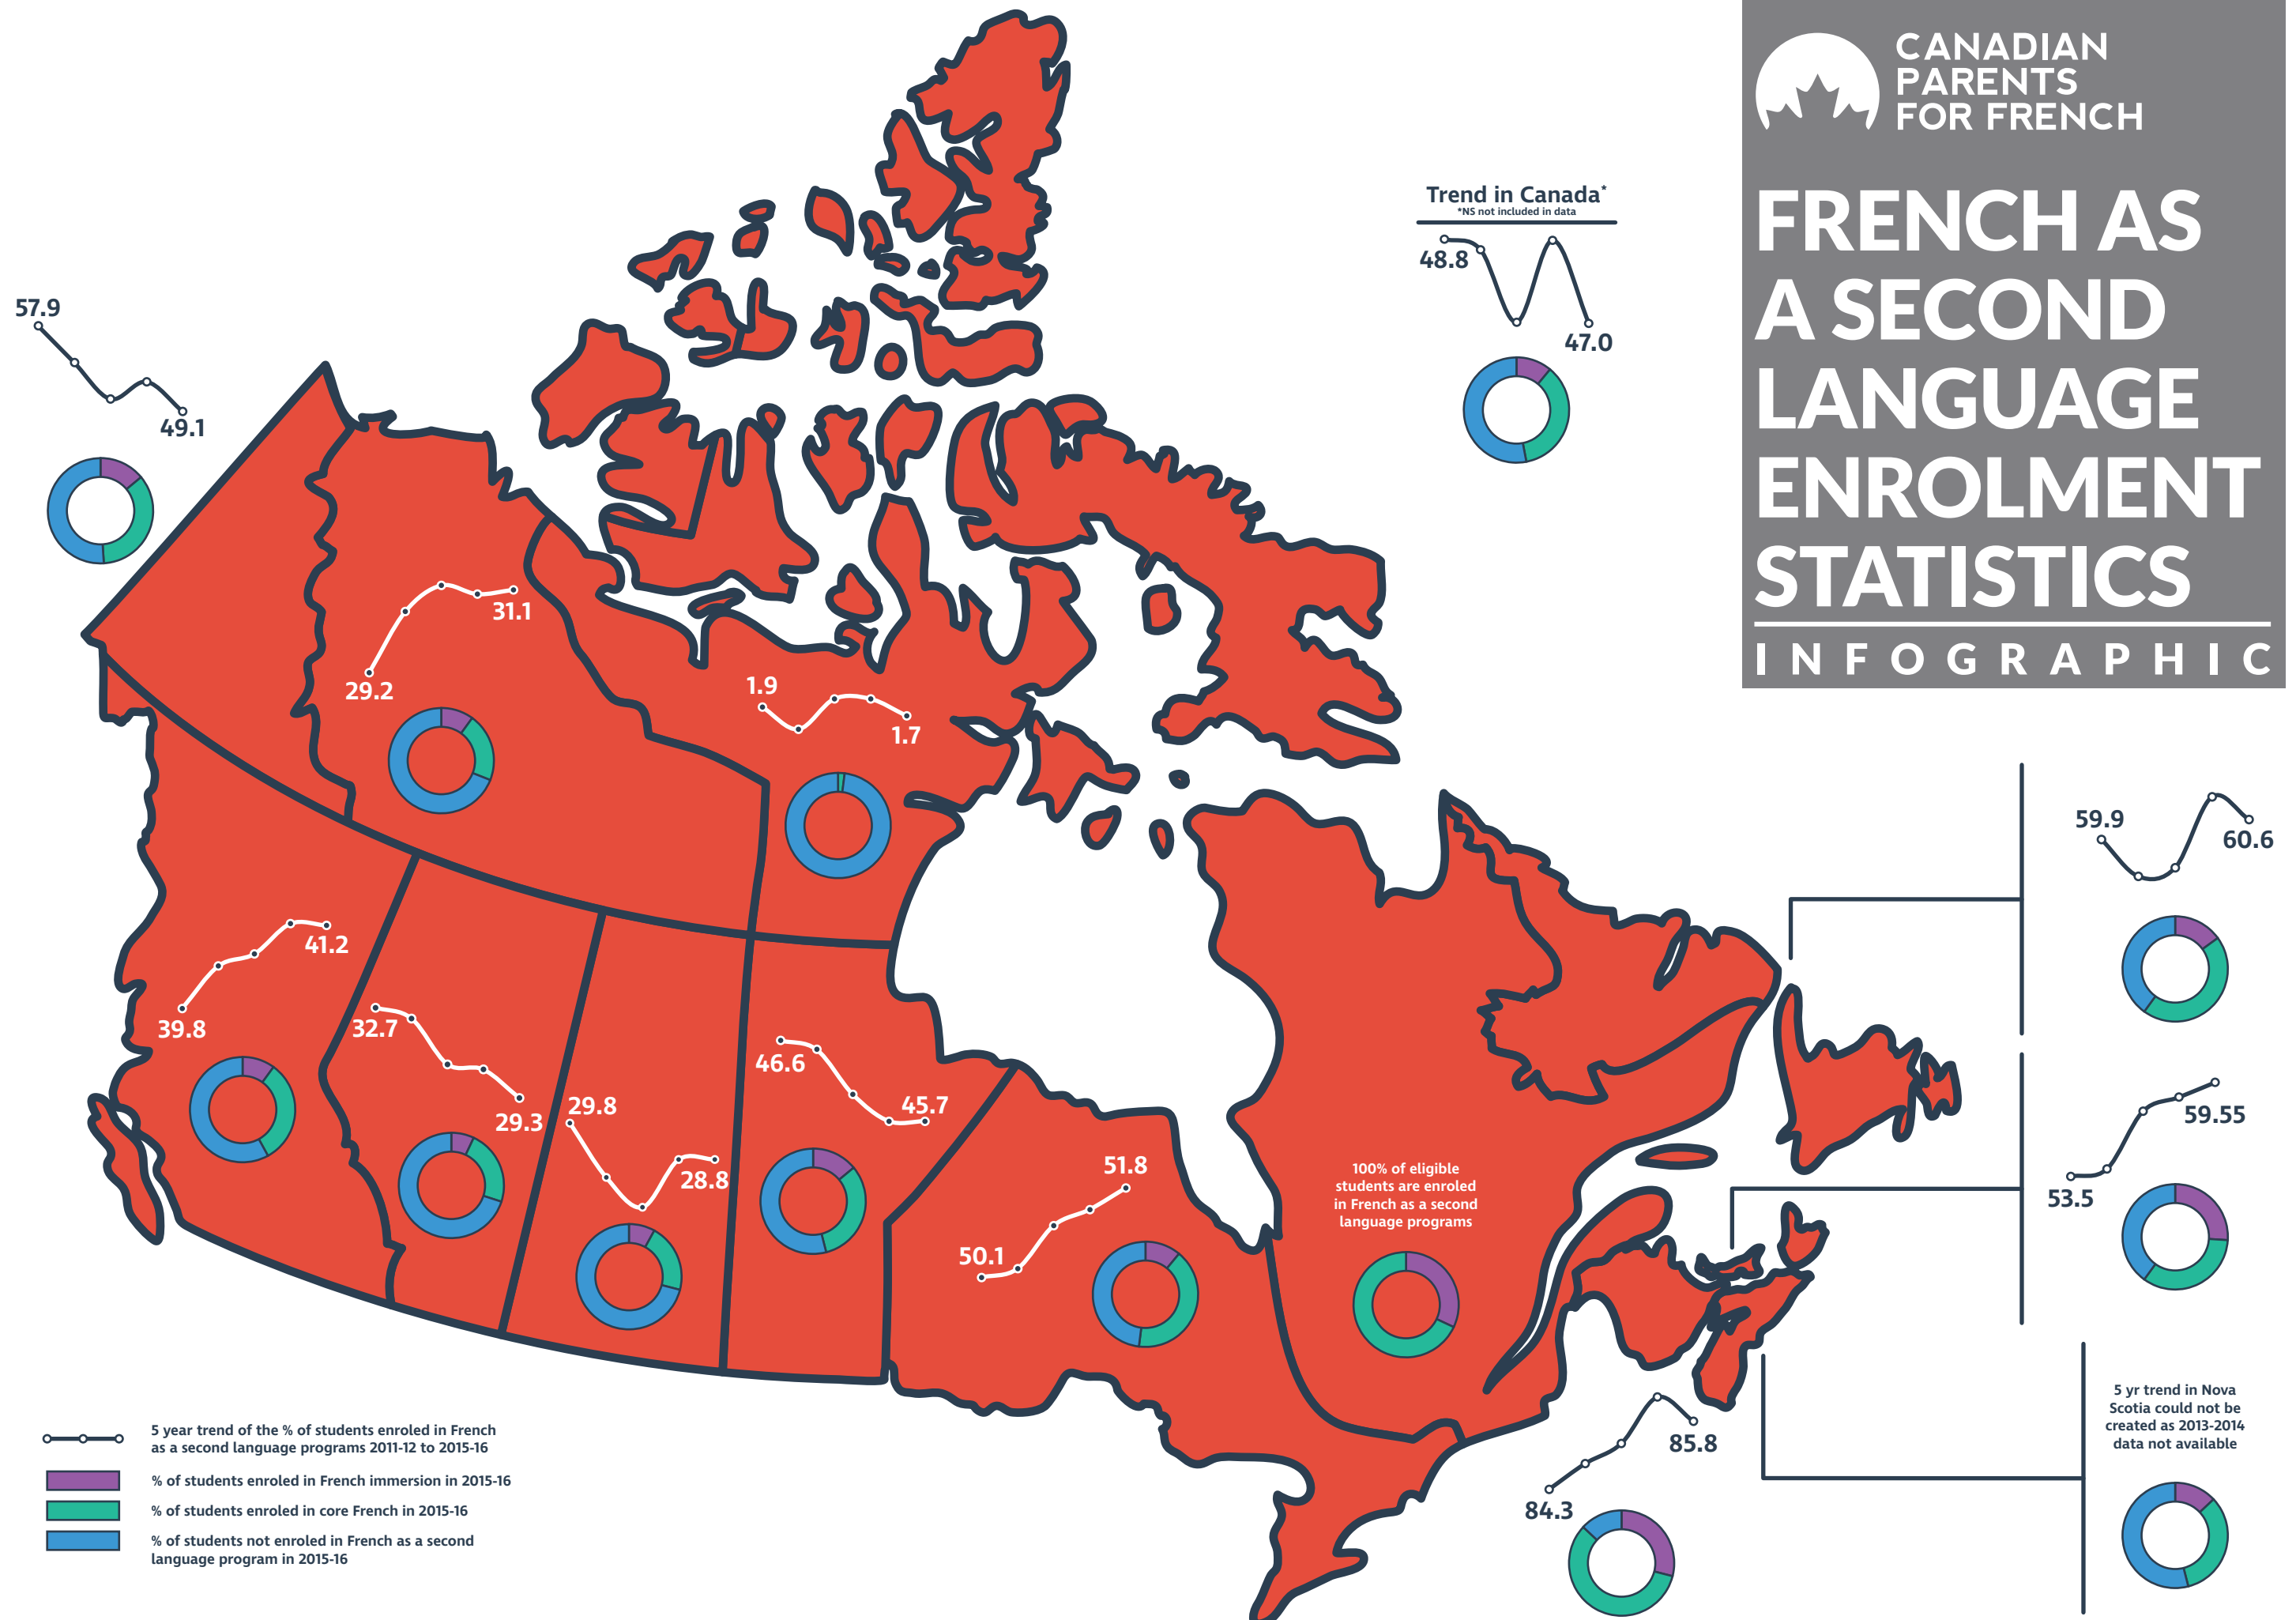 CANADIAN
PARENTS
FOR FRENCH
FRENCH AS
A SECOND
LANGUAGE
ENROLMENT
STATISTICS
INFOGRAPHIC
Trend in Canada*
*NS not included in data
48.8
47.0
57.9
49.1
29.2
31.1
1.9
1.7
39.8
41.2
32.7
29.3
29.8
28.8
46.6
45.7
50.1
51.8
100% of eligible
students are enroled
in French as a second
language programs
59.9
60.6
53.5
59.55
84.3
85.8
5 yr trend in Nova
Scotia could not be
created as 2013-2014
data not available
5 year trend of the % of students enroled in French
as a second language programs 2011-12 to 2015-16
% of students enroled in French immersion in 2015-16
% of students enroled in core French in 2015-16
% of students not enroled in French as a second
language program in 2015-16